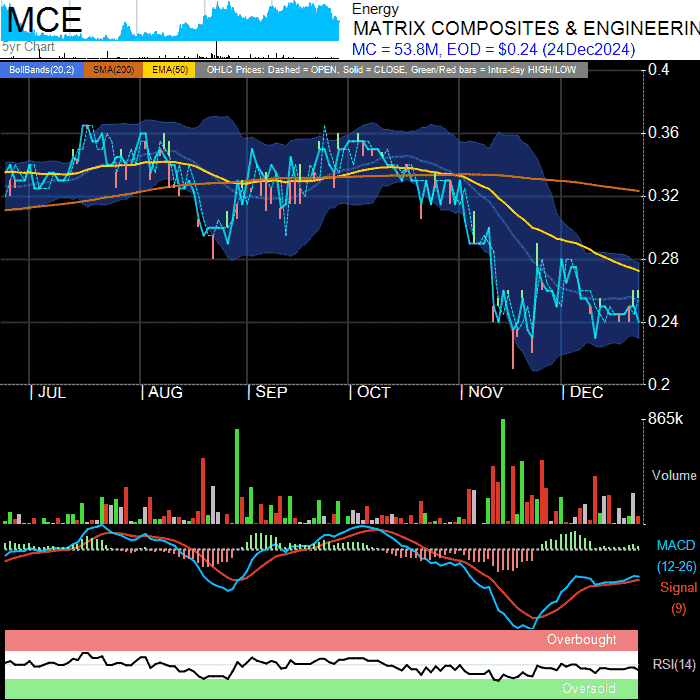 MCE
5yr Chart
Energy
MATRIX COMPOSITES & ENGINEERIN
MC = 53.8M, EOD = $0.24 (24Dec2024)
BollBands(20,2) SMA(200) EMA(50) OHLC Prices: Dashed = OPEN, Solid = CLOSE, Green/Red bars = Intra-day HIGH/LOW
0.4
0.36
0.32
0.28
0.24
0.2
| JUL | AUG | SEP | OCT | NOV | DEC
865k
Volume
MACD
(12-26)
Signal
(9)
Overbought
RSI(14)
Oversold